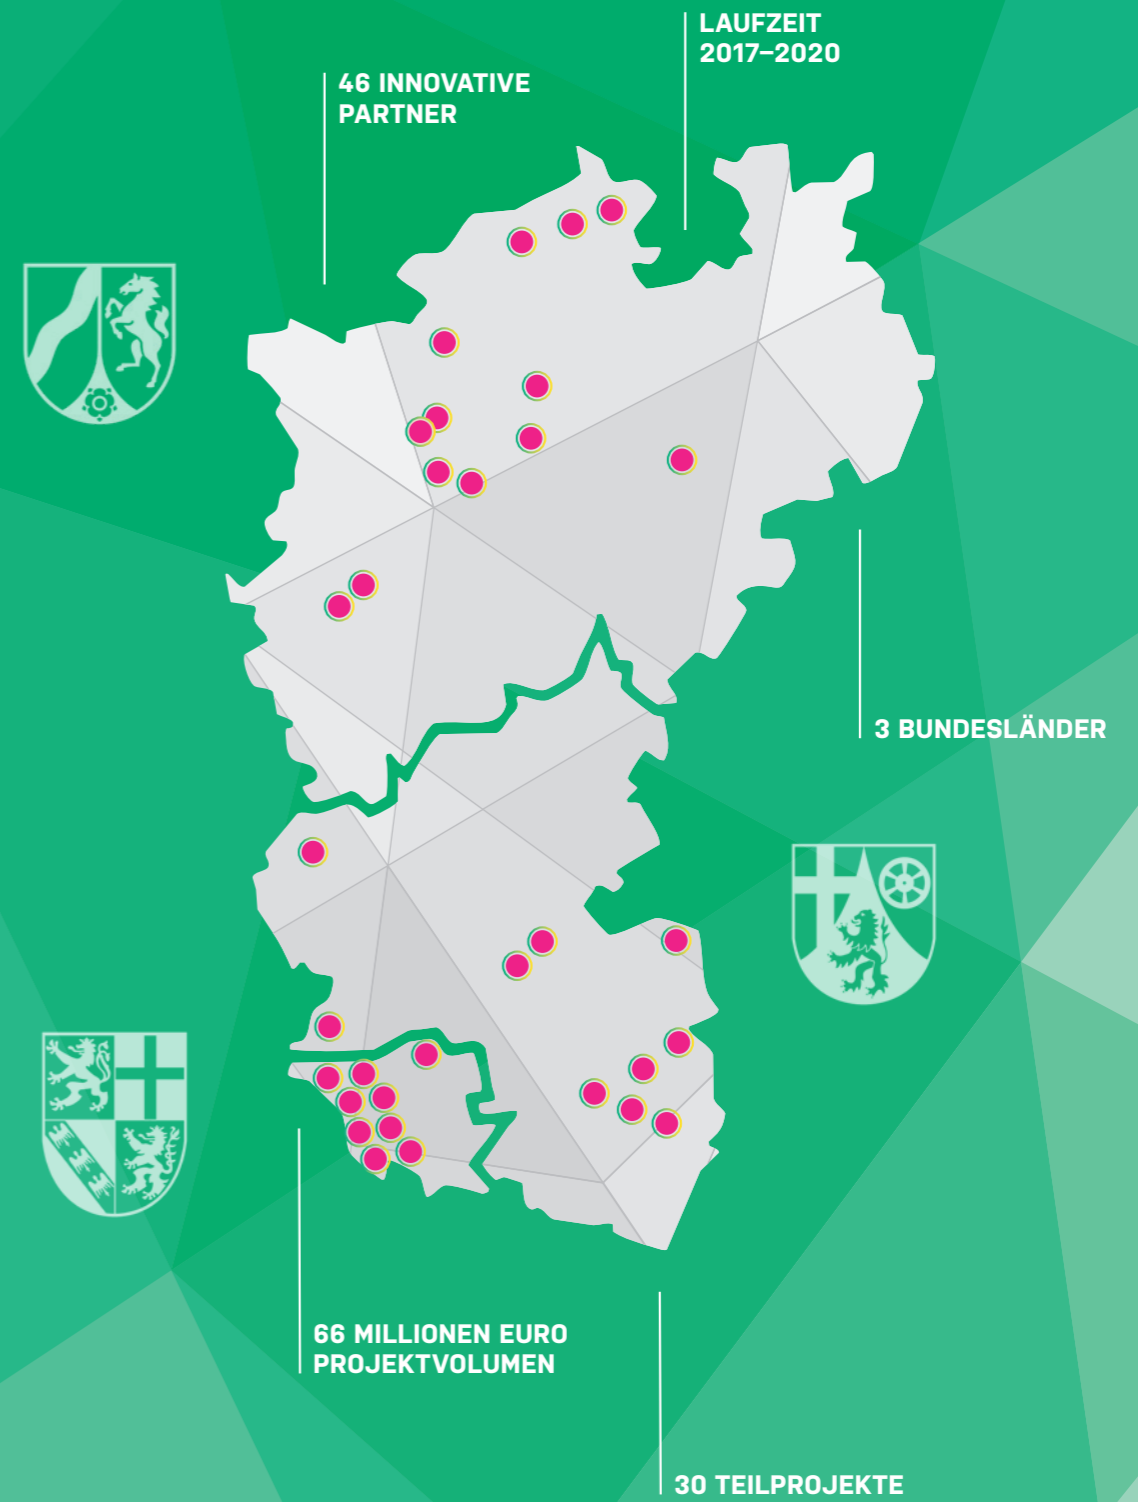 LAUFZEIT
2017–2020
46 INNOVATIVE
PARTNER
3 BUNDESLÄNDER
66 MILLIONEN EURO
PROJEKTVOLUMEN
30 TEILPROJEKTE